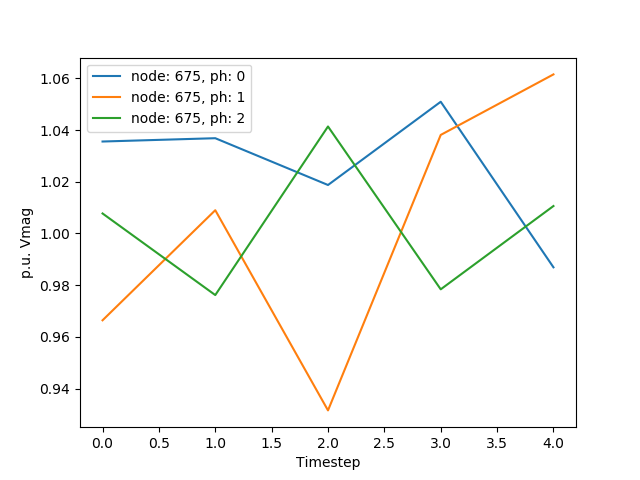 node: 675, ph: 0
node: 675, ph: 1
node: 675, ph: 2
1.06
1.04
1.02
1.00
0.98
0.96
0.94
p.u. Vmag
0.0 0.5 1.0 1.5 2.0 2.5 3.0 3.5 4.0
Timestep